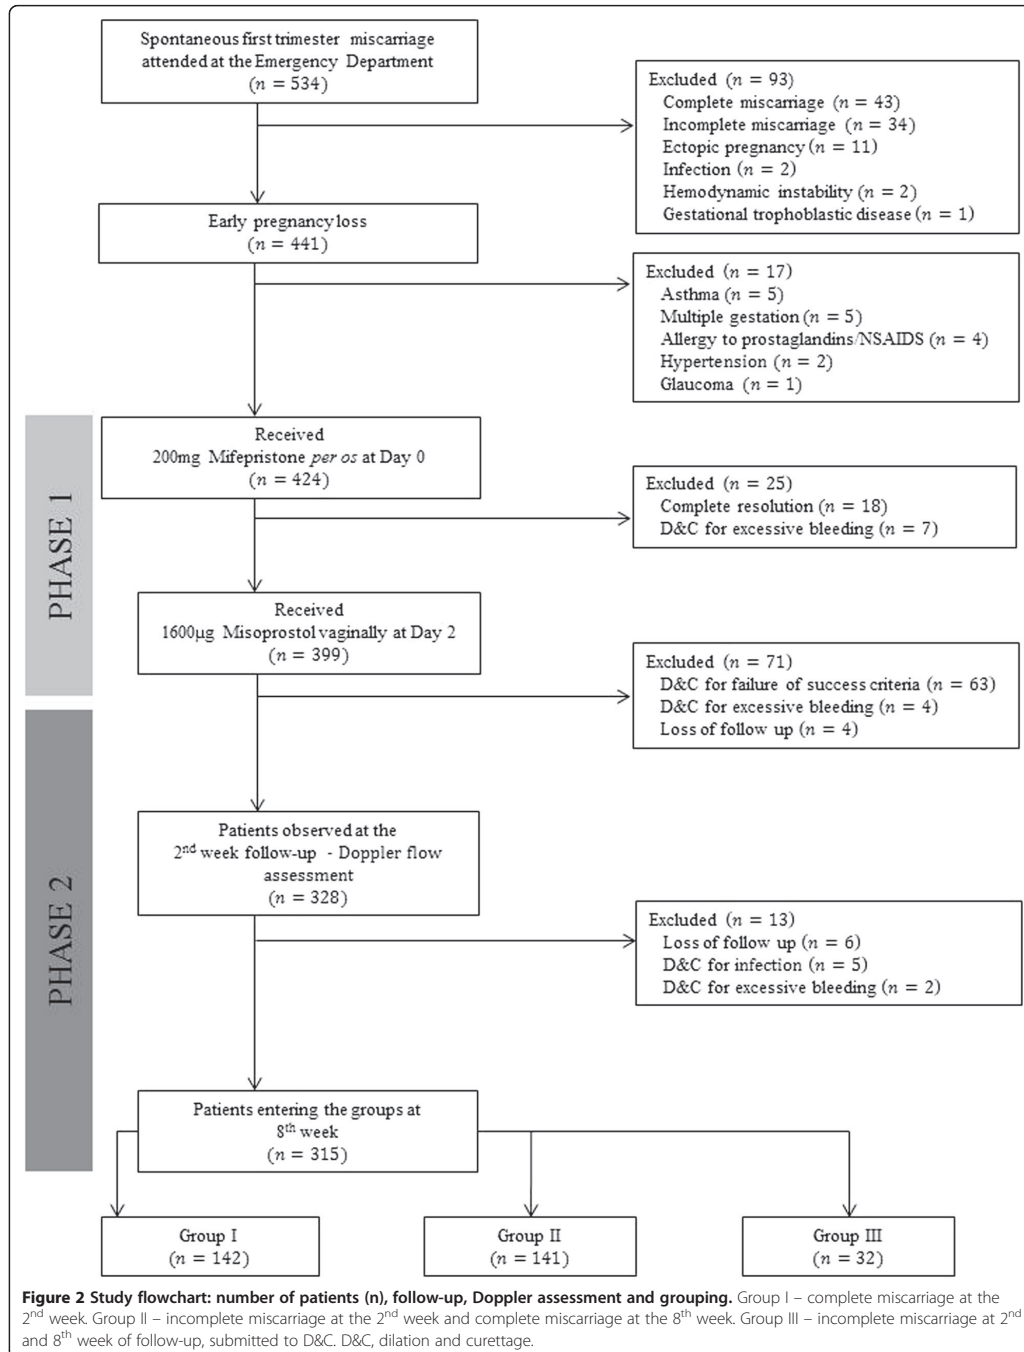 Spontaneous first trimester miscarriage
attended at the Emergency Department
(n = 534)
Excluded (n = 93)
Complete miscarriage (n = 43)
Incomplete miscarriage (n = 34)
Ectopic pregnancy (n = 11)
Infection (n = 2)
Hemodynamic instability (n = 2)
Gestational trophoblastic disease (n = 1)
Early pregnancy loss
(n = 441)
Excluded (n = 17)
Asthma (n = 5)
Multiple gestation (n = 5)
Allergy to prostaglandins/NSAIDS (n = 4)
Hypertension (n = 2)
Glaucoma (n = 1)
PHASE 1
Received
200mg Mifepristone per os at Day 0
(n = 424)
Excluded (n = 25)
Complete resolution (n = 18)
D&C for excessive bleeding (n = 7)
Received
1600µg Misoprostol vaginally at Day 2
(n = 399)
Excluded (n = 71)
D&C for failure of success criteria (n = 63)
D&C for excessive bleeding (n = 4)
Loss of follow up (n = 4)
PHASE 2
Patients observed at the
2nd week follow-up - Doppler flow
assessment
(n = 328)
Excluded (n = 13)
Loss of follow up (n = 6)
D&C for infection (n = 5)
D&C for excessive bleeding (n = 2)
Patients entering the groups at
8th week
(n = 315)
Group I
(n = 142)
Group II
(n = 141)
Group III
(n = 32)
Figure 2 Study flowchart: number of patients (n), follow-up, Doppler assessment and grouping. Group I – complete miscarriage at the
2nd week. Group II – incomplete miscarriage at the 2nd week and complete miscarriage at the 8th week. Group III – incomplete miscarriage at 2nd
and 8th week of follow-up, submitted to D&C. D&C, dilation and curettage.